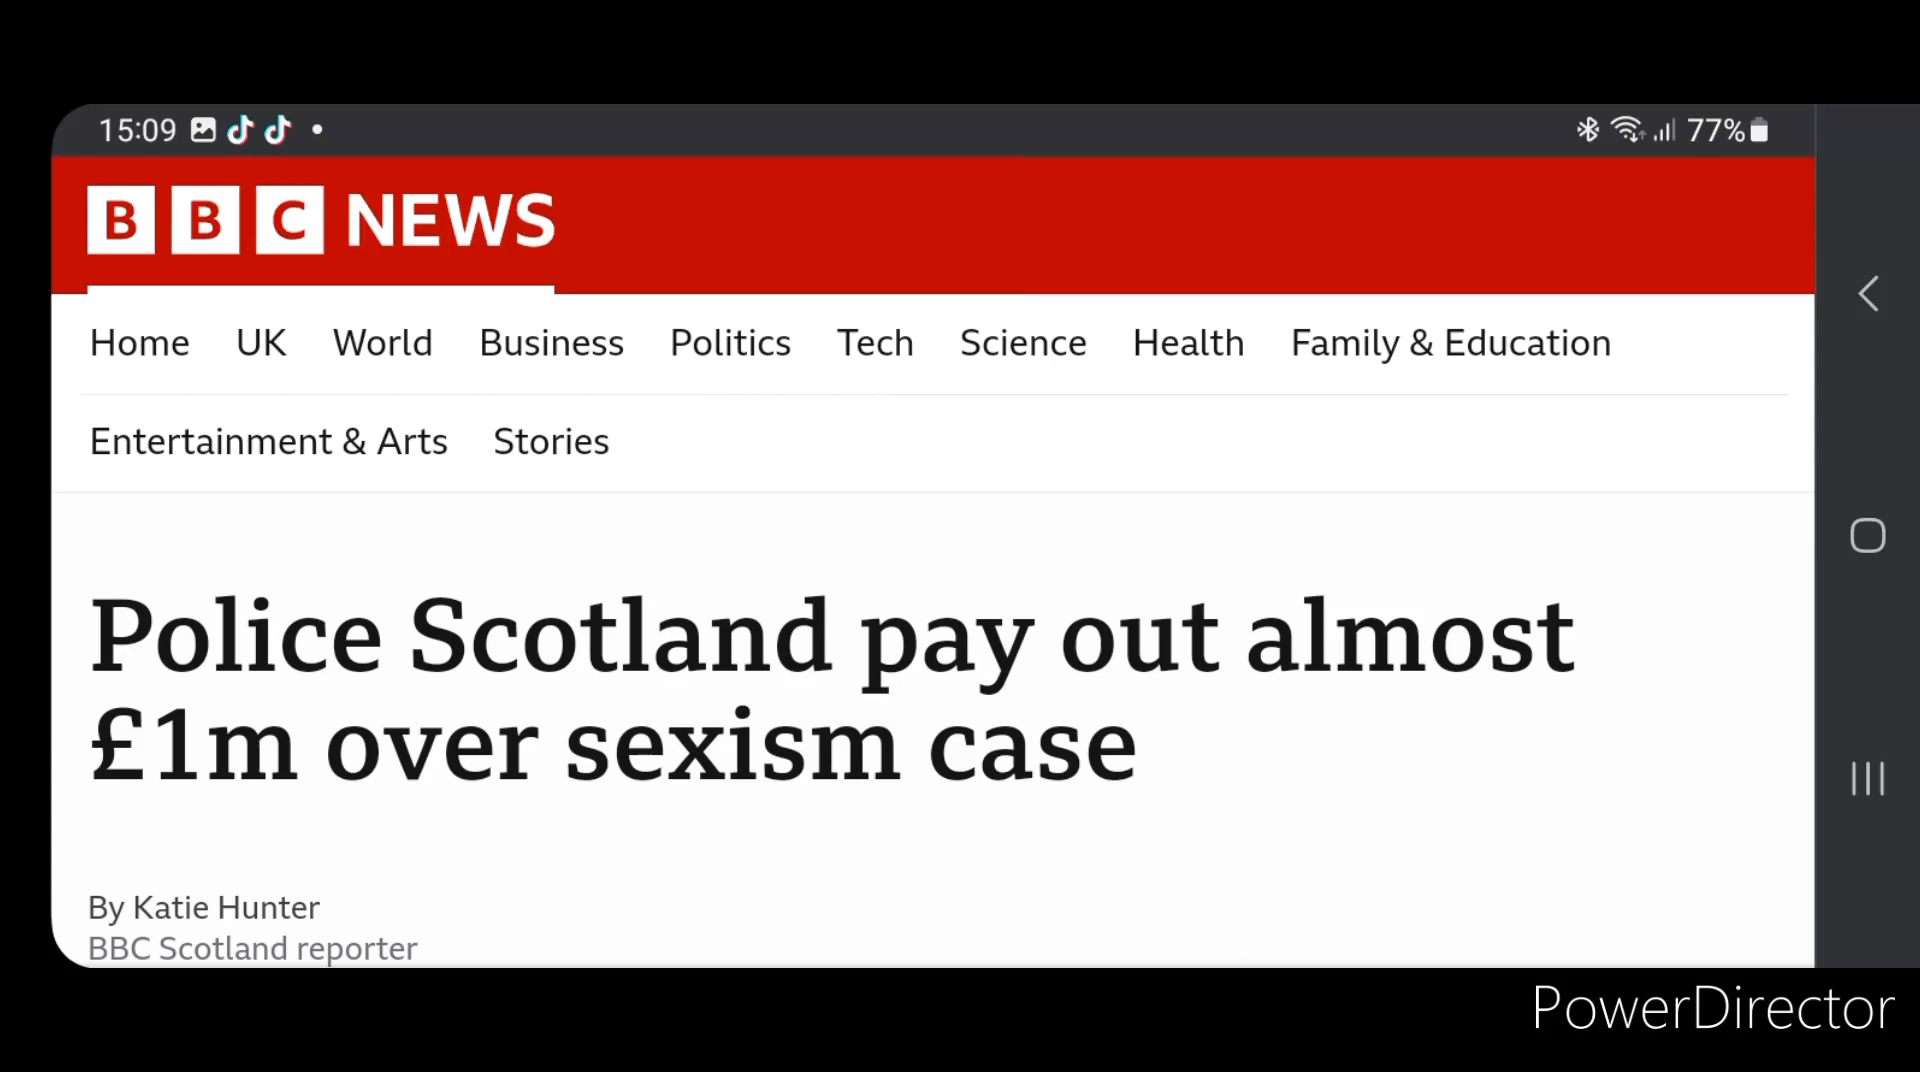 15:09
77%
BBC NEWS
Home UK World Business Politics Tech Science Health Family & Education
Entertainment & Arts Stories
Police Scotland pay out almost
£1m over sexism case
By Katie Hunter
BBC Scotland reporter
PowerDirector